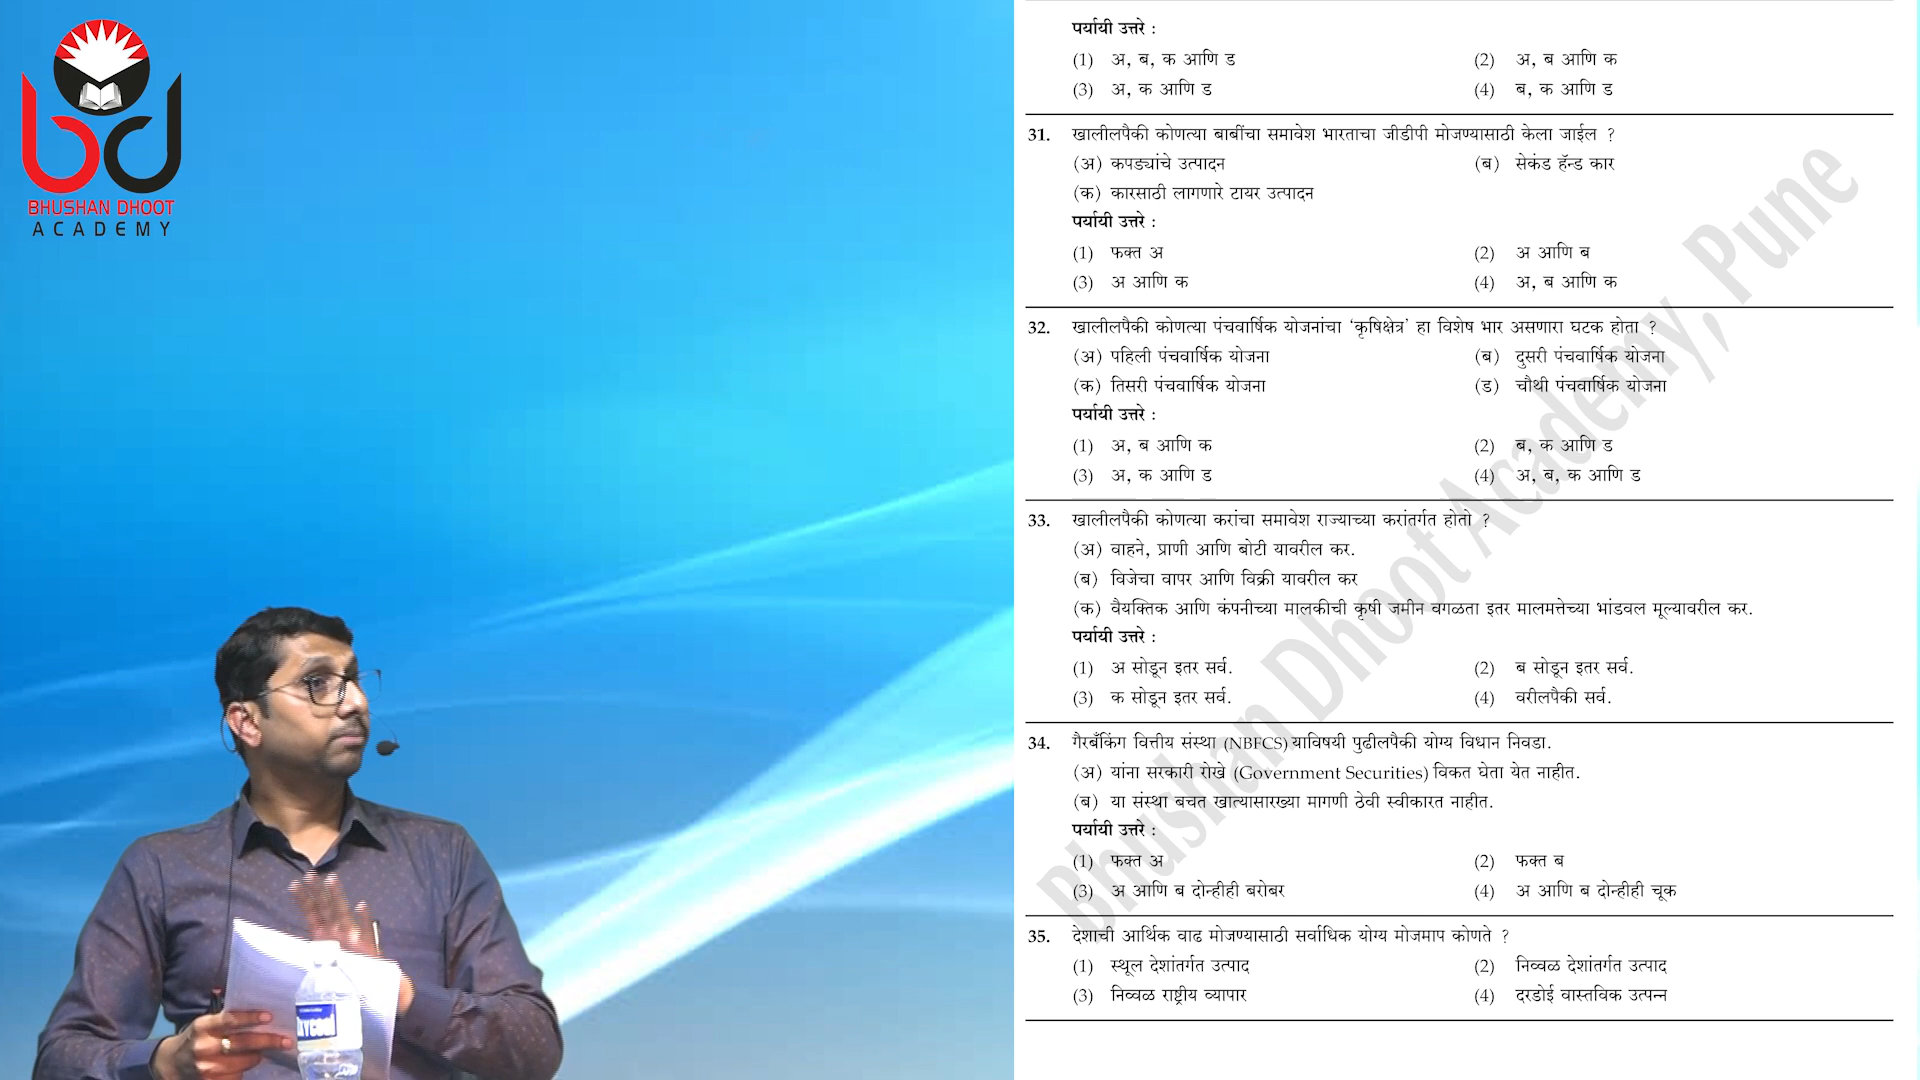 BHUSHAN DHOOT
ACADEMY
पर्यायी उत्तरे :
(1) अ, ब, क आणि ड (2) अ, ब आणि क
(3) अ, क आणि ड (4) ब, क आणि ड
31. खालीलपैकी कोणत्या बाबींचा समावेश भारताचा जीडीपी मोजण्यासाठी केला जाईल ?
(अ) कपड्यांचे उत्पादन (ब) सेकंड हॅन्ड कार
(क) कारसाठी लागणारे टायर उत्पादन
पर्यायी उत्तरे :
(1) फक्त अ (2) अ आणि ब
(3) अ आणि क (4) अ, ब आणि क
32. खालीलपैकी कोणत्या पंचवार्षिक योजनांचा ‘कृषिक्षेत्र’ हा विशेष भार असणारा घटक होता ?
(अ) पहिली पंचवार्षिक योजना (ब) दुसरी पंचवार्षिक योजना
(क) तिसरी पंचवार्षिक योजना (ड) चौथी पंचवार्षिक योजना
पर्यायी उत्तरे :
(1) अ, ब आणि क (2) ब, क आणि ड
(3) अ, क आणि ड (4) अ, ब, क आणि ड
33. खालीलपैकी कोणत्या करांचा समावेश राज्याच्या करांतर्गत होतो ?
(अ) वाहने, प्राणी आणि बोटी यावरील कर.
(ब) विजेचा वापर आणि विक्री यावरील कर
(क) वैयक्तिक आणि कंपनीच्या मालकीची कृषी जमीन वगळता इतर मालमत्तेच्या भांडवल मूल्यावरील कर.
पर्यायी उत्तरे :
(1) अ सोडून इतर सर्व. (2) ब सोडून इतर सर्व.
(3) क सोडून इतर सर्व. (4) वरीलपैकी सर्व.
34. गैरबँकिंग वित्तीय संस्था (NBFCS) याविषयी पुढीलपैकी योग्य विधान निवडा.
(अ) यांना सरकारी रोखे (Government Securities) विकत घेता येत नाहीत.
(ब) या संस्था बचत खात्यासारख्या मागणी ठेवी स्वीकारत नाहीत.
पर्यायी उत्तरे :
(1) फक्त अ (2) फक्त ब
(3) अ आणि ब दोन्हीही बरोबर (4) अ आणि ब दोन्हीही चूक
35. देशाची आर्थिक वाढ मोजण्यासाठी सर्वाधिक योग्य मोजमाप कोणते ?
(1) स्थूल देशांतर्गत उत्पाद (2) निव्वळ देशांतर्गत उत्पाद
(3) निव्वळ राष्ट्रीय व्यापार (4) दरडोई वास्तविक उत्पन्न
Bhushan Dhoot Academy, Pune